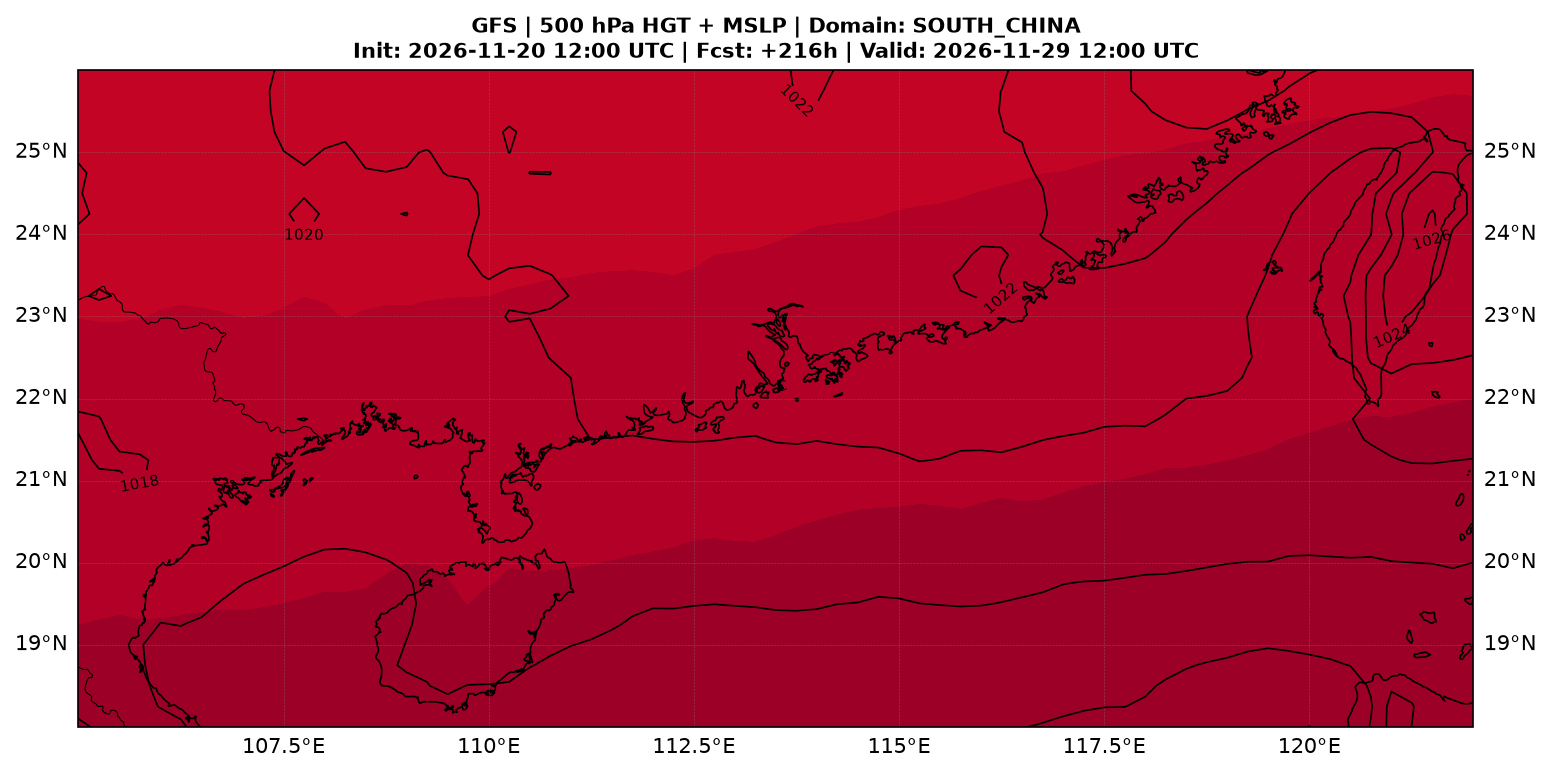 GFS | 500 hPa HGT + MSLP | Domain: SOUTH_CHINA
Init: 2026-11-20 12:00 UTC | Fcst: +216h | Valid: 2026-11-29 12:00 UTC
1022
25°N 25°N
24°N 1020 1026 24°N
1022
23°N 1024 23°N
22°N 22°N
1018
21°N 21°N
20°N 20°N
19°N 19°N
107.5°E 110°E 112.5°E 115°E 117.5°E 120°E